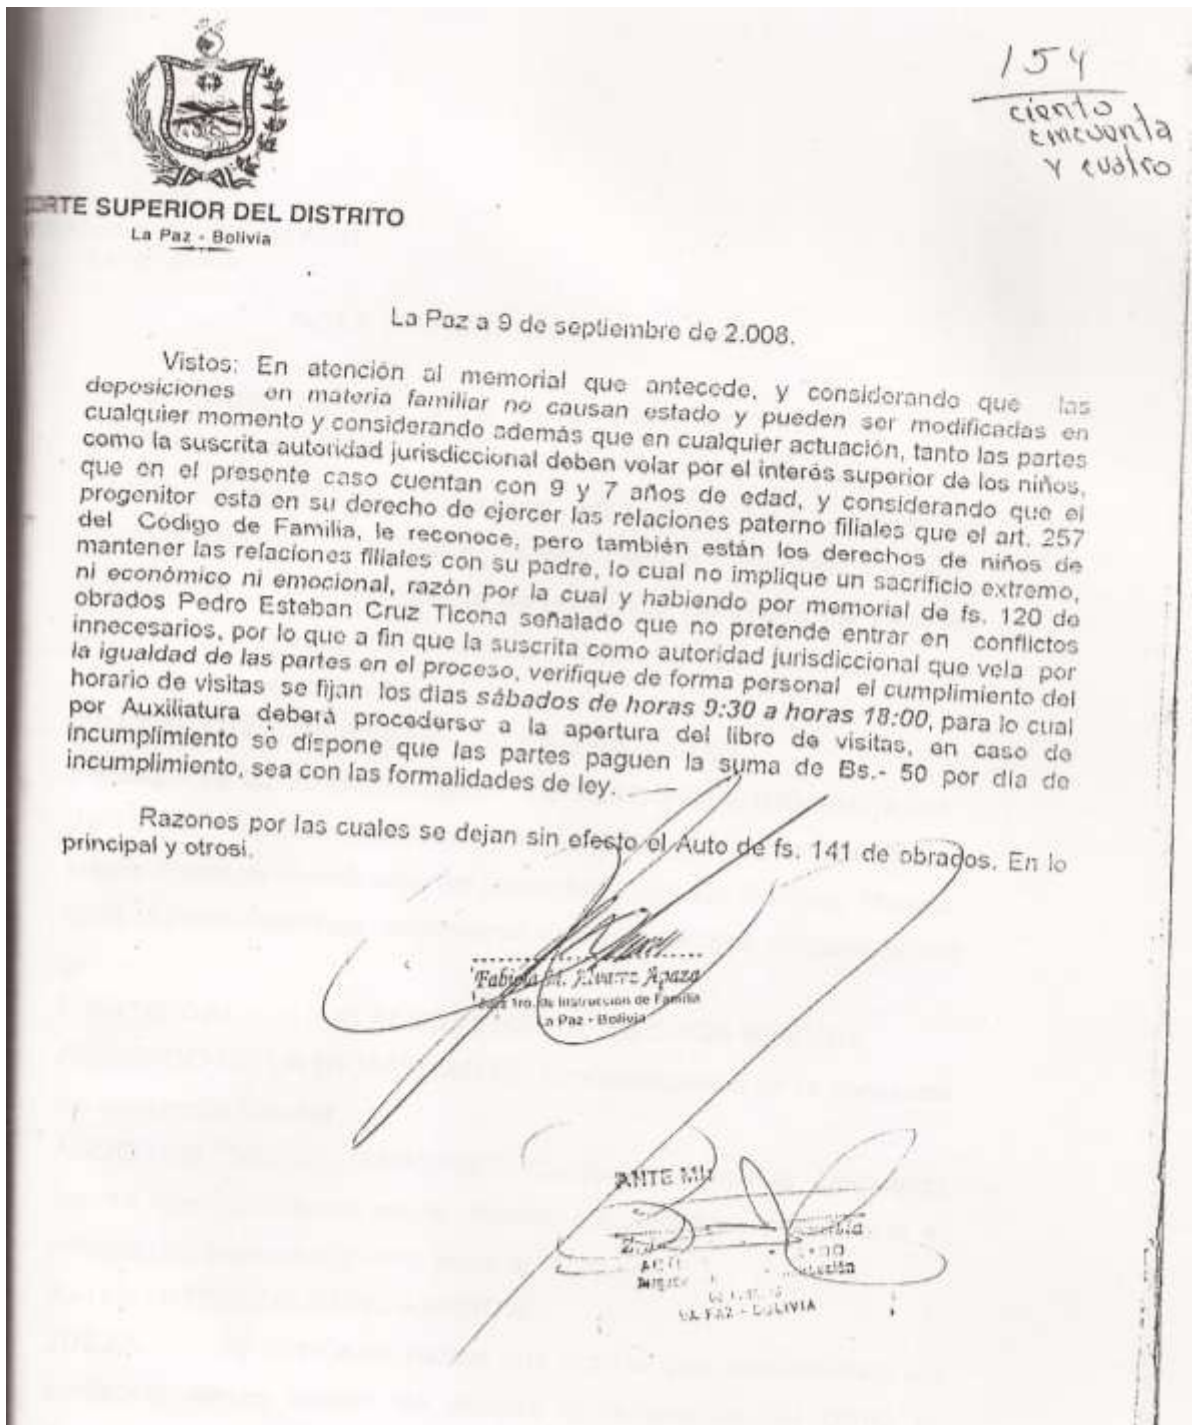 154
ciento
cincuenta
y cuatro
CORTE SUPERIOR DEL DISTRITO
La Paz - Bolivia
La Paz a 9 de septiembre de 2.008.
Vistos: En atención al memorial que antecede, y considerando que las
deposiciones en materia familiar no causan estado y pueden ser modificadas en
cualquier momento y considerando además que en cualquier actuación, tanto las partes
como la suscrita autoridad jurisdiccional deben velar por el interés superior de los niños,
que en el presente caso cuentan con 9 y 7 años de edad, y considerando que el
progenitor esta en su derecho de ejercer las relaciones paterno filiales que el art. 257
del Código de Familia, le reconoce, pero también están los derechos de niños de
mantener las relaciones filiales con su padre, lo cual no implique un sacrificio extremo,
ni económico ni emocional, razón por la cual y habiendo por memorial de fs. 120 de
obrados Pedro Esteban Cruz Ticona señalado que no pretende entrar en conflictos
innecesarios, por lo que a fin que la suscrita como autoridad jurisdiccional que vela por
la igualdad de las partes en el proceso, verifique de forma personal el cumplimiento del
horario de visitas se fijan los dias sábados de horas 9:30 a horas 18:00, para lo cual
por Auxiliatura deberá procederse a la apertura del libro de visitas, en caso de
incumplimiento se dispone que las partes paguen la suma de Bs.- 50 por día de
incumplimiento, sea con las formalidades de ley.
Razones por las cuales se dejan sin efecto el Auto de fs. 141 de obrados. En lo
principal y otrosi.
Fabiola M. Alvarez Apaza
Juez 1ro. de Instrucción de Familia
La Paz - Bolivia
ANTE MI:
LA PAZ - BOLIVIA